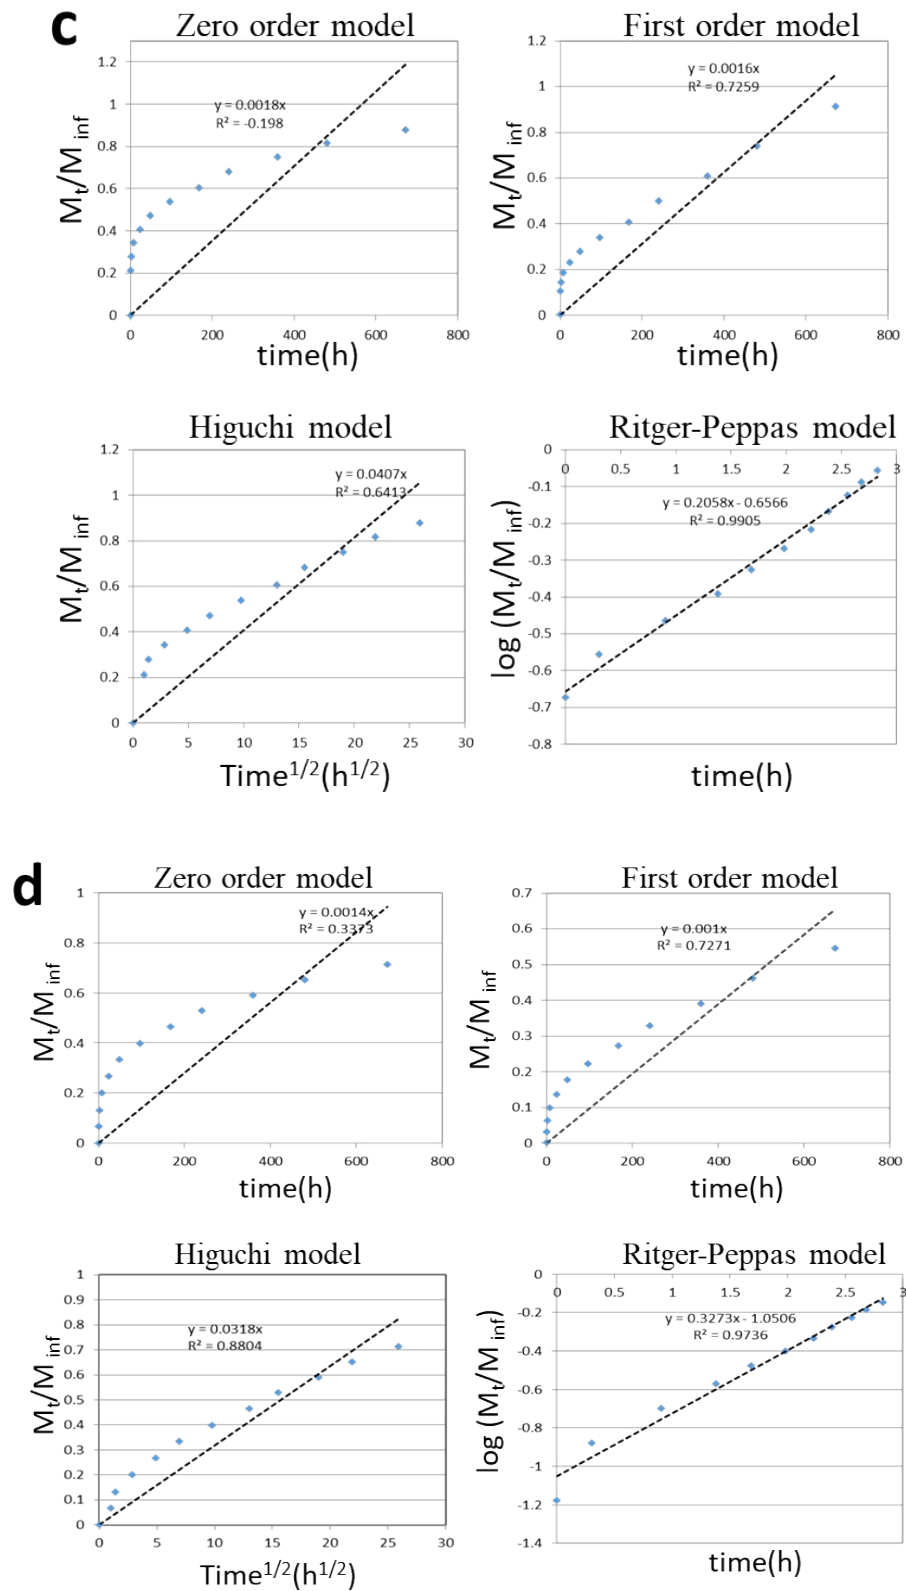 c
Zero order model
1.2
1
0.8
0.6
0.4
0.2
0
y = 0.0018x
R² = -0.198
0 200 400 600 800
Mt/M inf
time(h)
First order model
1.2
1
0.8
0.6
0.4
0.2
0
y = 0.0016x
R² = 0.7259
0 200 400 600 800
Mt/M inf
time(h)
Higuchi model
1.2
1
0.8
0.6
0.4
0.2
0
y = 0.0407x
R² = 0.6413
0 5 10 15 20 25 30
Mt/M inf
Time1/2(h1/2)
Ritger-Peppas model
0
-0.1
-0.2
-0.3
-0.4
-0.5
-0.6
-0.7
-0.8
0 0.5 1 1.5 2 2.5 3
y = 0.2058x - 0.6566
R² = 0.9905
log (Mt/M inf)
time(h)
d
Zero order model
1
0.8
0.6
0.4
0.2
0
y = 0.0014x
R² = 0.3373
0 200 400 600 800
Mt/M inf
time(h)
First order model
0.7
0.6
0.5
0.4
0.3
0.2
0.1
0
y = 0.001x
R² = 0.7271
0 200 400 600 800
Mt/M inf
time(h)
Higuchi model
1
0.9
0.8
0.7
0.6
0.5
0.4
0.3
0.2
0.1
0
y = 0.0318x
R² = 0.8804
0 5 10 15 20 25 30
Mt/M inf
Time1/2(h1/2)
Ritger-Peppas model
0
-0.2
-0.4
-0.6
-0.8
-1
-1.2
-1.4
0 0.5 1 1.5 2 2.5 3
y = 0.3273x - 1.0506
R² = 0.9736
log (Mt/M inf)
time(h)